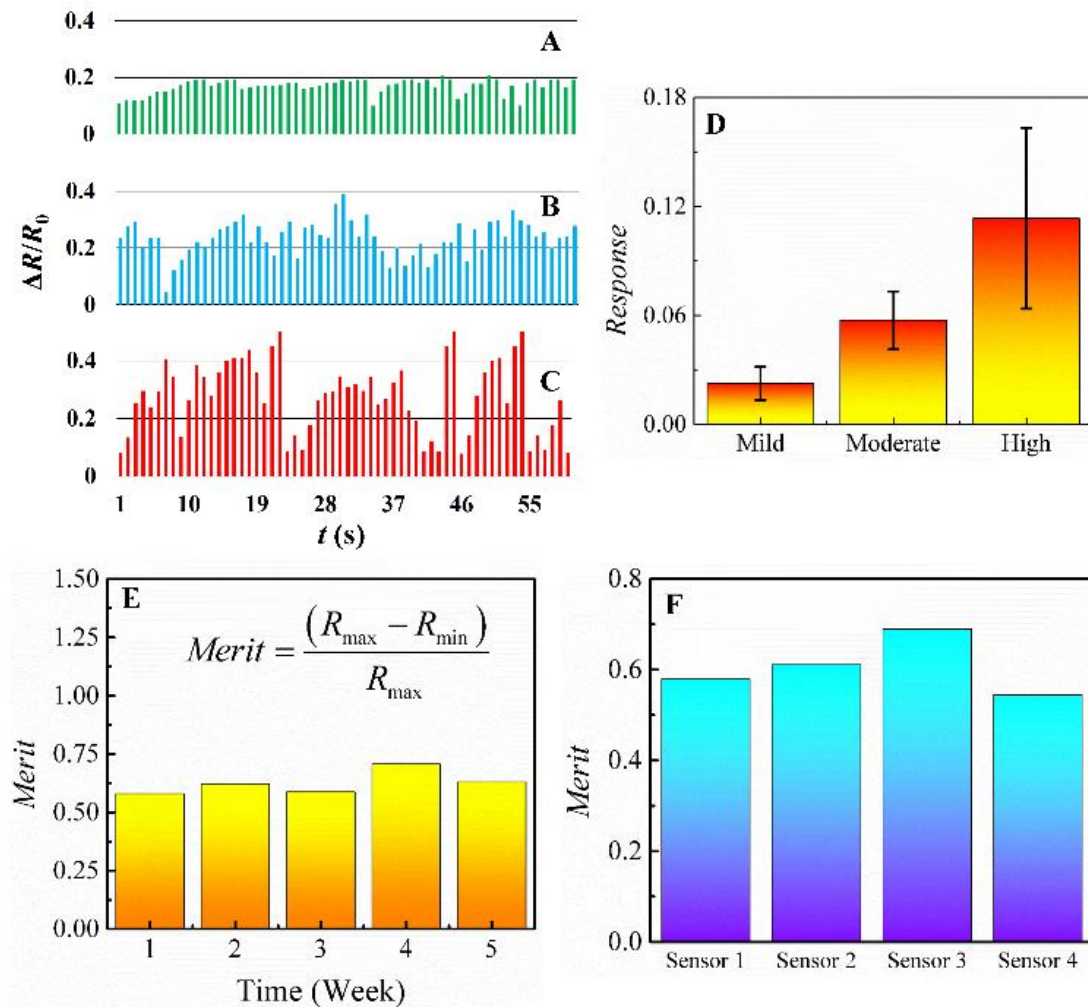 0.4
A
0.2
0
0.4
B
0.2
0
0.4
C
0.2
0
ΔR/R₀
1 10 19 28 37 46 55
t (s)
0.18
D
0.12
0.06
0.00
Response
Mild Moderate High
1.50
E
1.25
1.00
0.75
0.50
0.25
0.00
Merit = (R_max − R_min) / R_max
Merit
1 2 3 4 5
Time (Week)
0.8
F
0.6
0.4
0.2
0.0
Merit
Sensor 1 Sensor 2 Sensor 3 Sensor 4